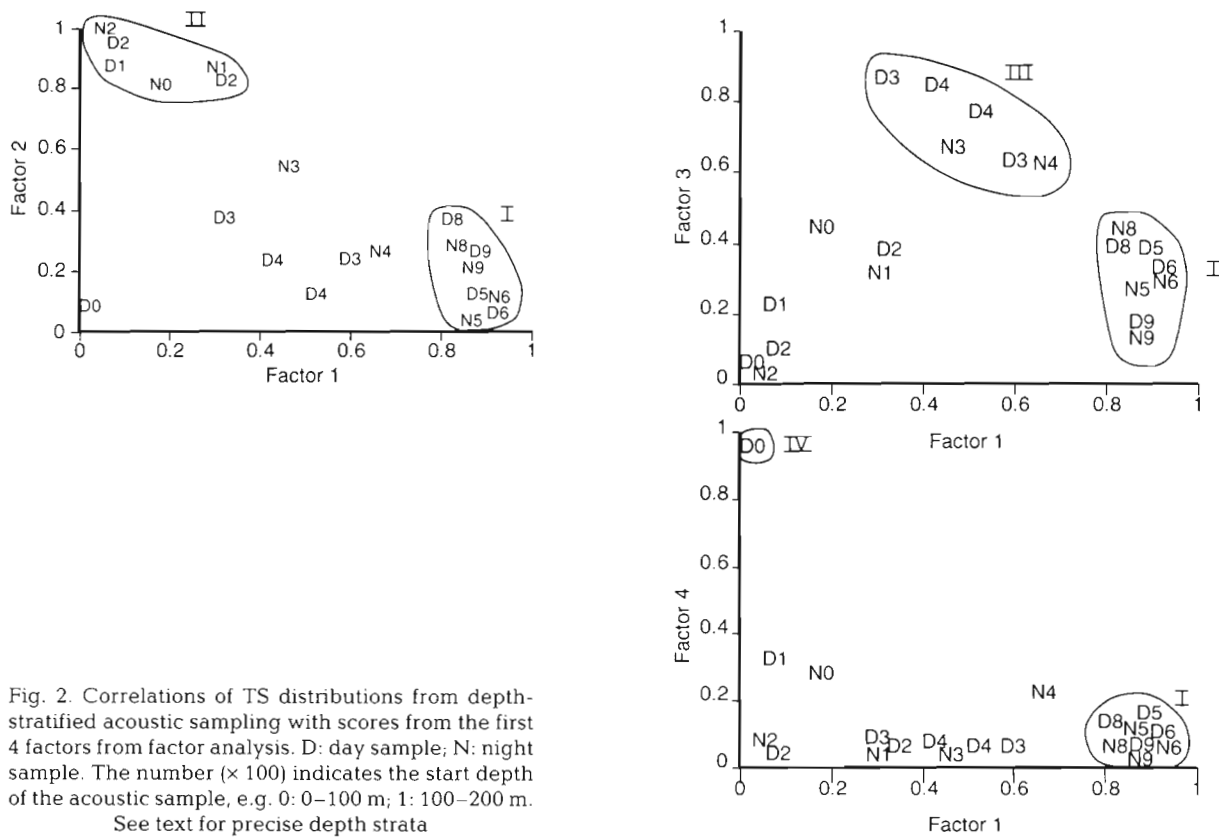 II
1
N2
D2
D1
N1
N0
D2
0.8
0.6
N3
Factor 2
0.4
D3
I
D8
N8
D9
D4
D3
N4
N9
0.2
D4
D5
N6
D0
D6
N5
0
0 0.2 0.4 0.6 0.8 1
Factor 1
1
III
D3
D4
0.8
D4
N3
D3
N4
0.6
Factor 3
N0
N8
0.4
D2
D8
D5
N1
D6
I
N6
N5
D1
0.2
D9
D2
N9
D0
N2
0
0 0.2 0.4 0.6 0.8 1
Factor 1
1
D0
IV
0.8
0.6
Factor 4
0.4
D1
N0
N4
I
0.2
D5
D8
N5
D6
N2
D3
D4
D2
D2
N1
N3
D4
D3
N8
D9
N6
N9
0
0 0.2 0.4 0.6 0.8 1
Factor 1
Fig. 2. Correlations of TS distributions from depth-
stratified acoustic sampling with scores from the first
4 factors from factor analysis. D: day sample; N: night
sample. The number (× 100) indicates the start depth
of the acoustic sample, e.g. 0: 0–100 m; 1: 100–200 m.
See text for precise depth strata